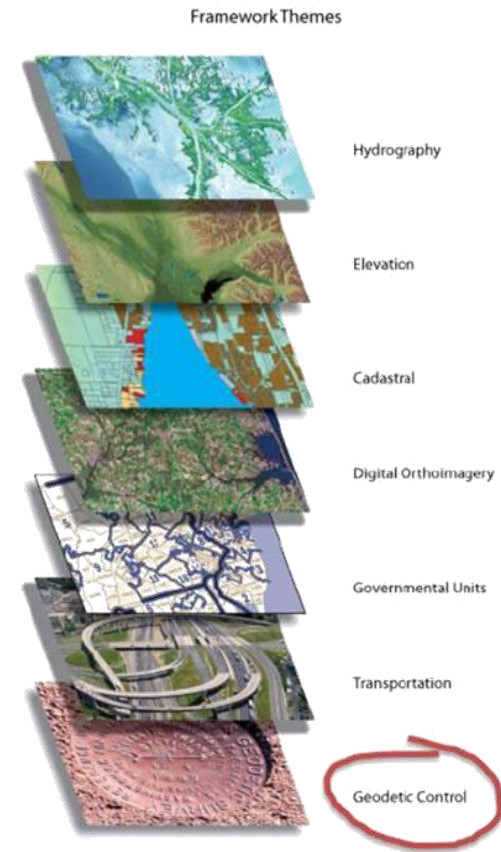 Framework Themes
Hydrography
Elevation
Cadastral
Digital Orthoimagery
Governmental Units
Transportation
Geodetic Control